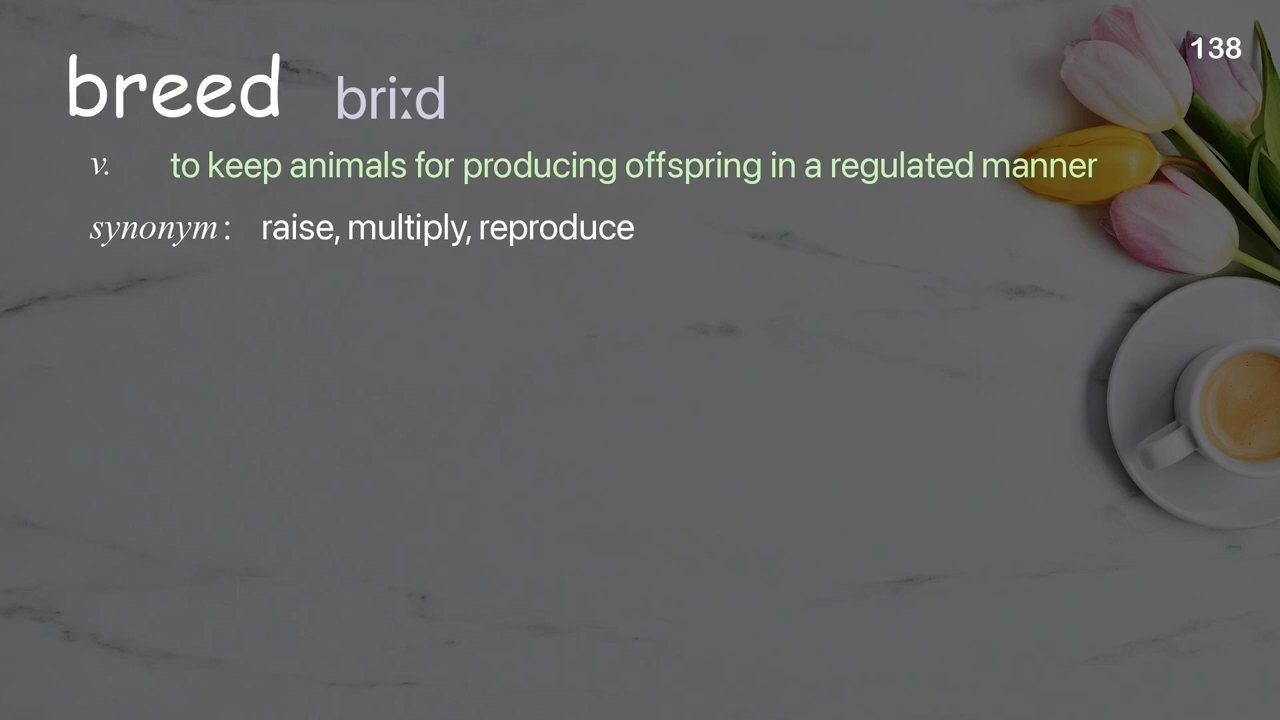 138
breed briːd
v. to keep animals for producing offspring in a regulated manner
synonym: raise, multiply, reproduce